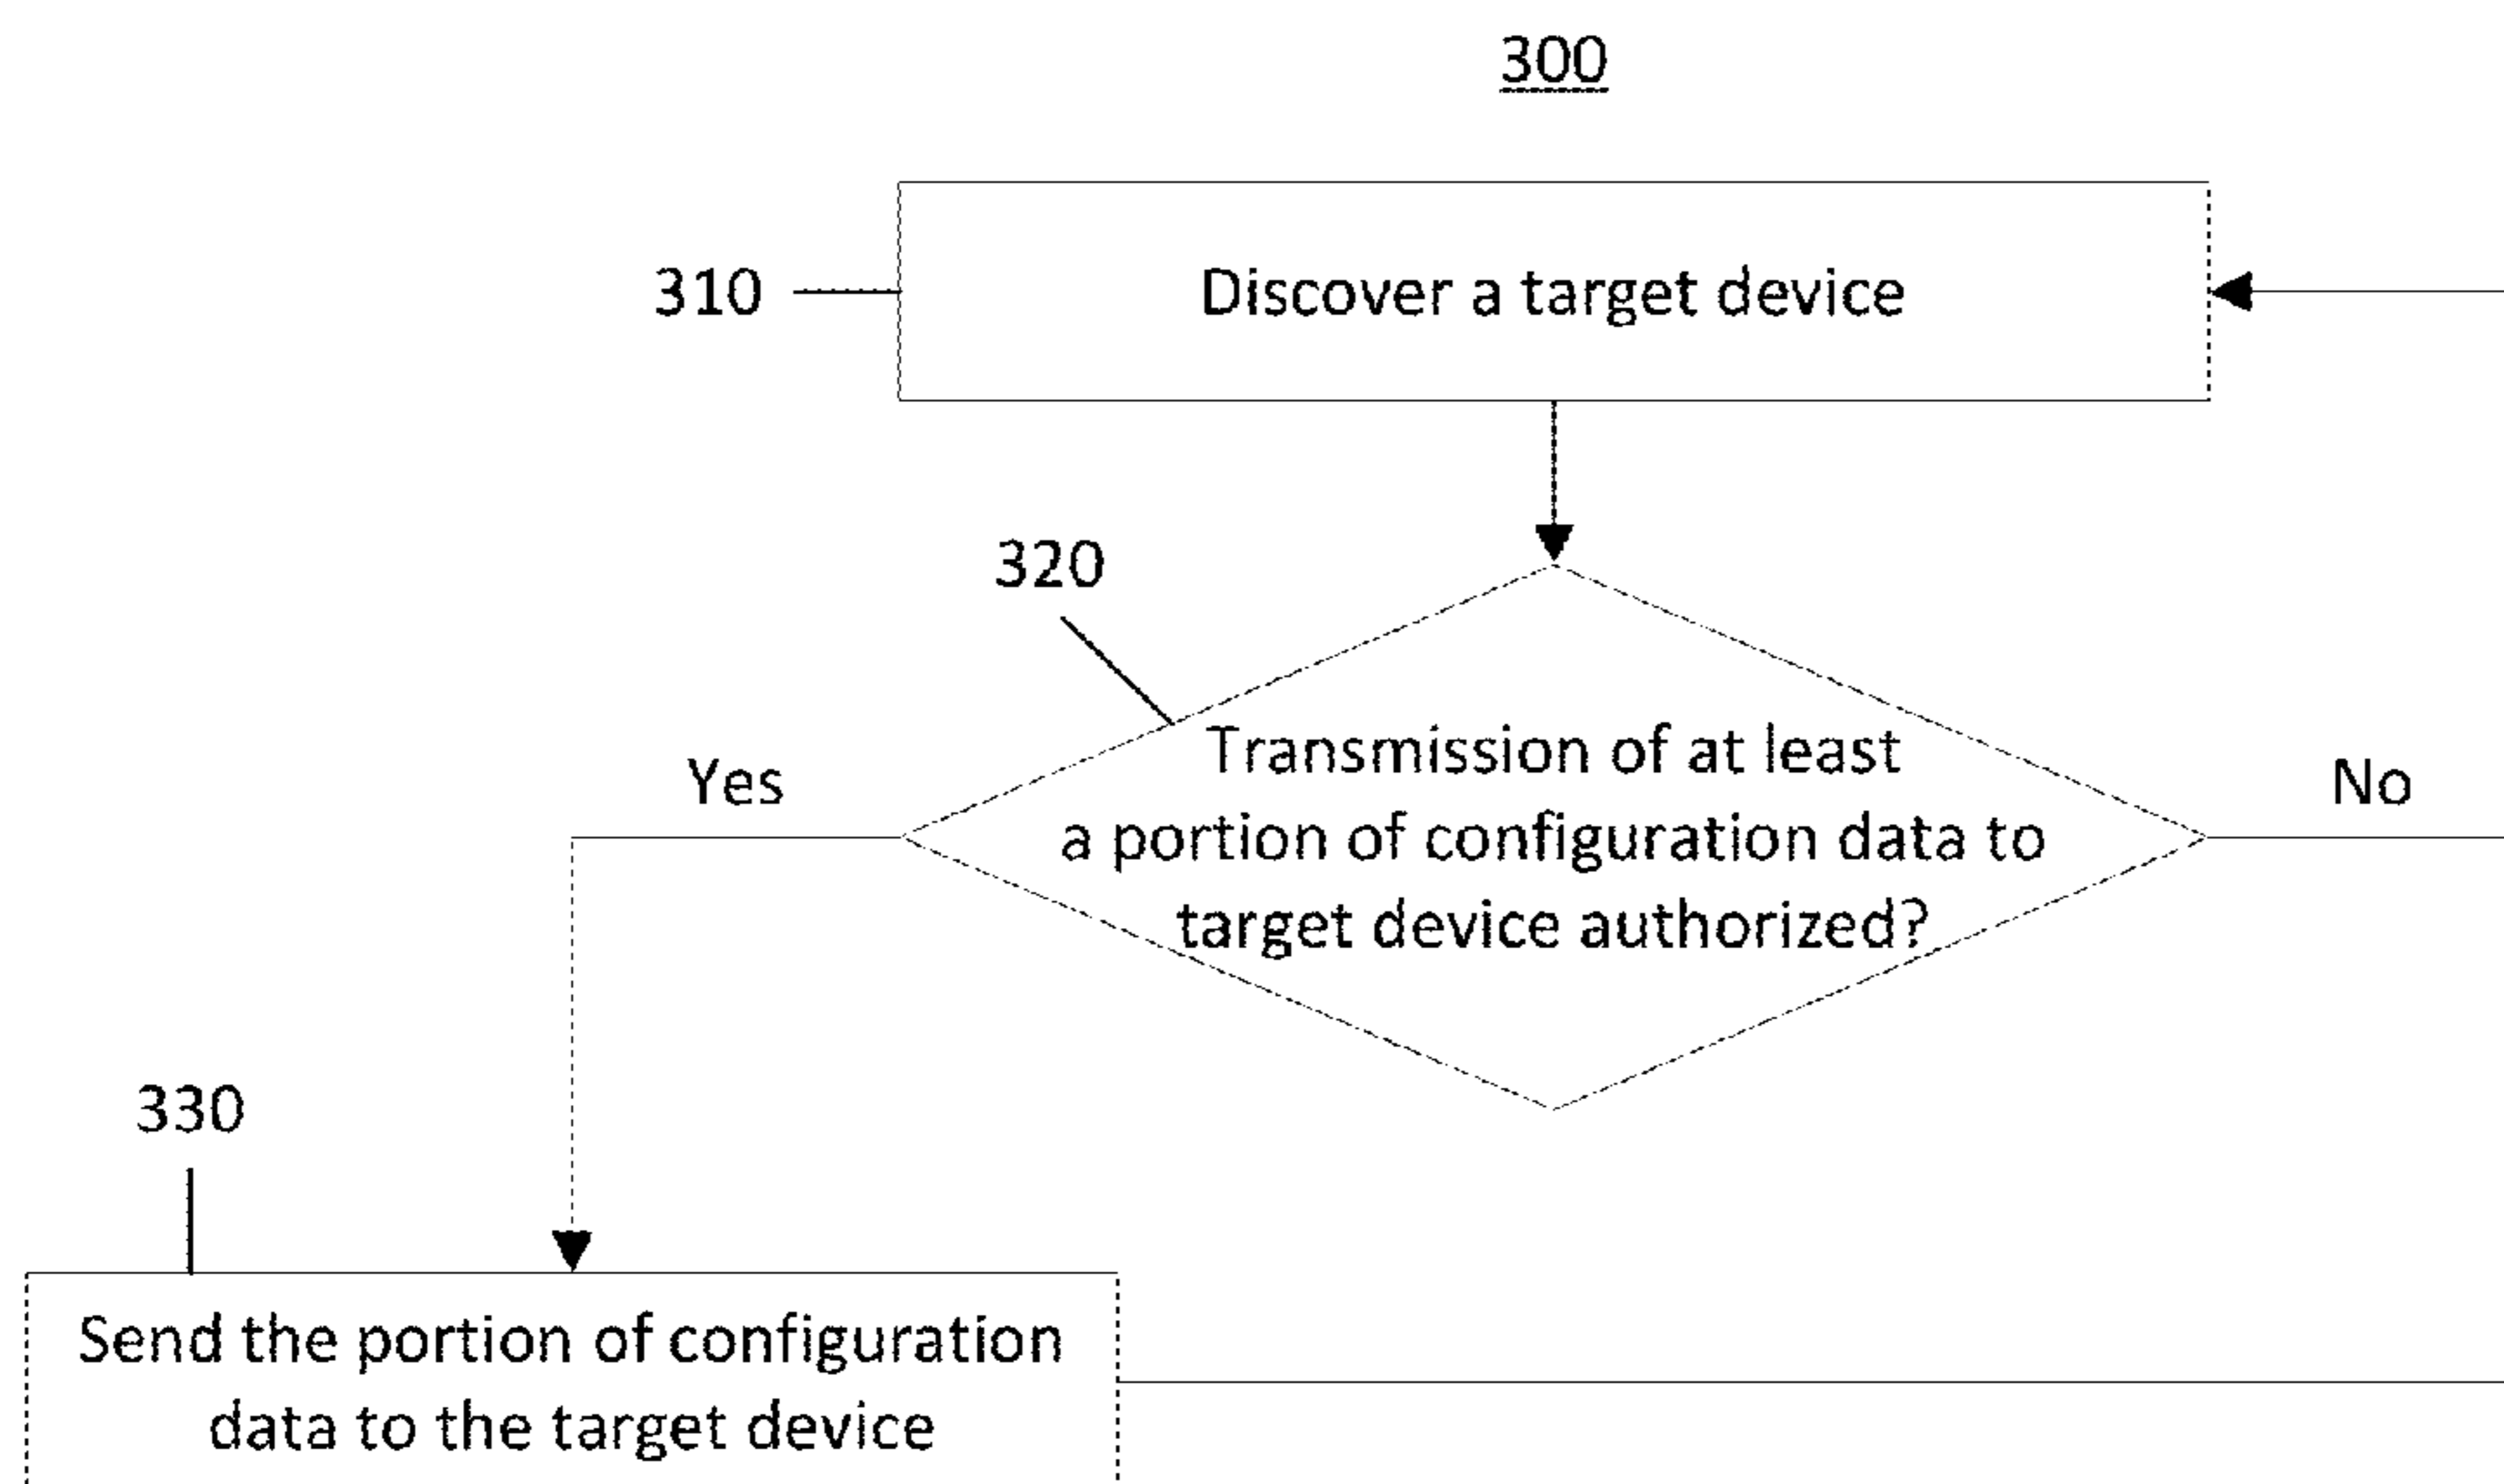 300
310
Discover a target device
320
Transmission of at least
a portion of configuration data to
target device authorized?
Yes
No
330
Send the portion of configuration
data to the target device